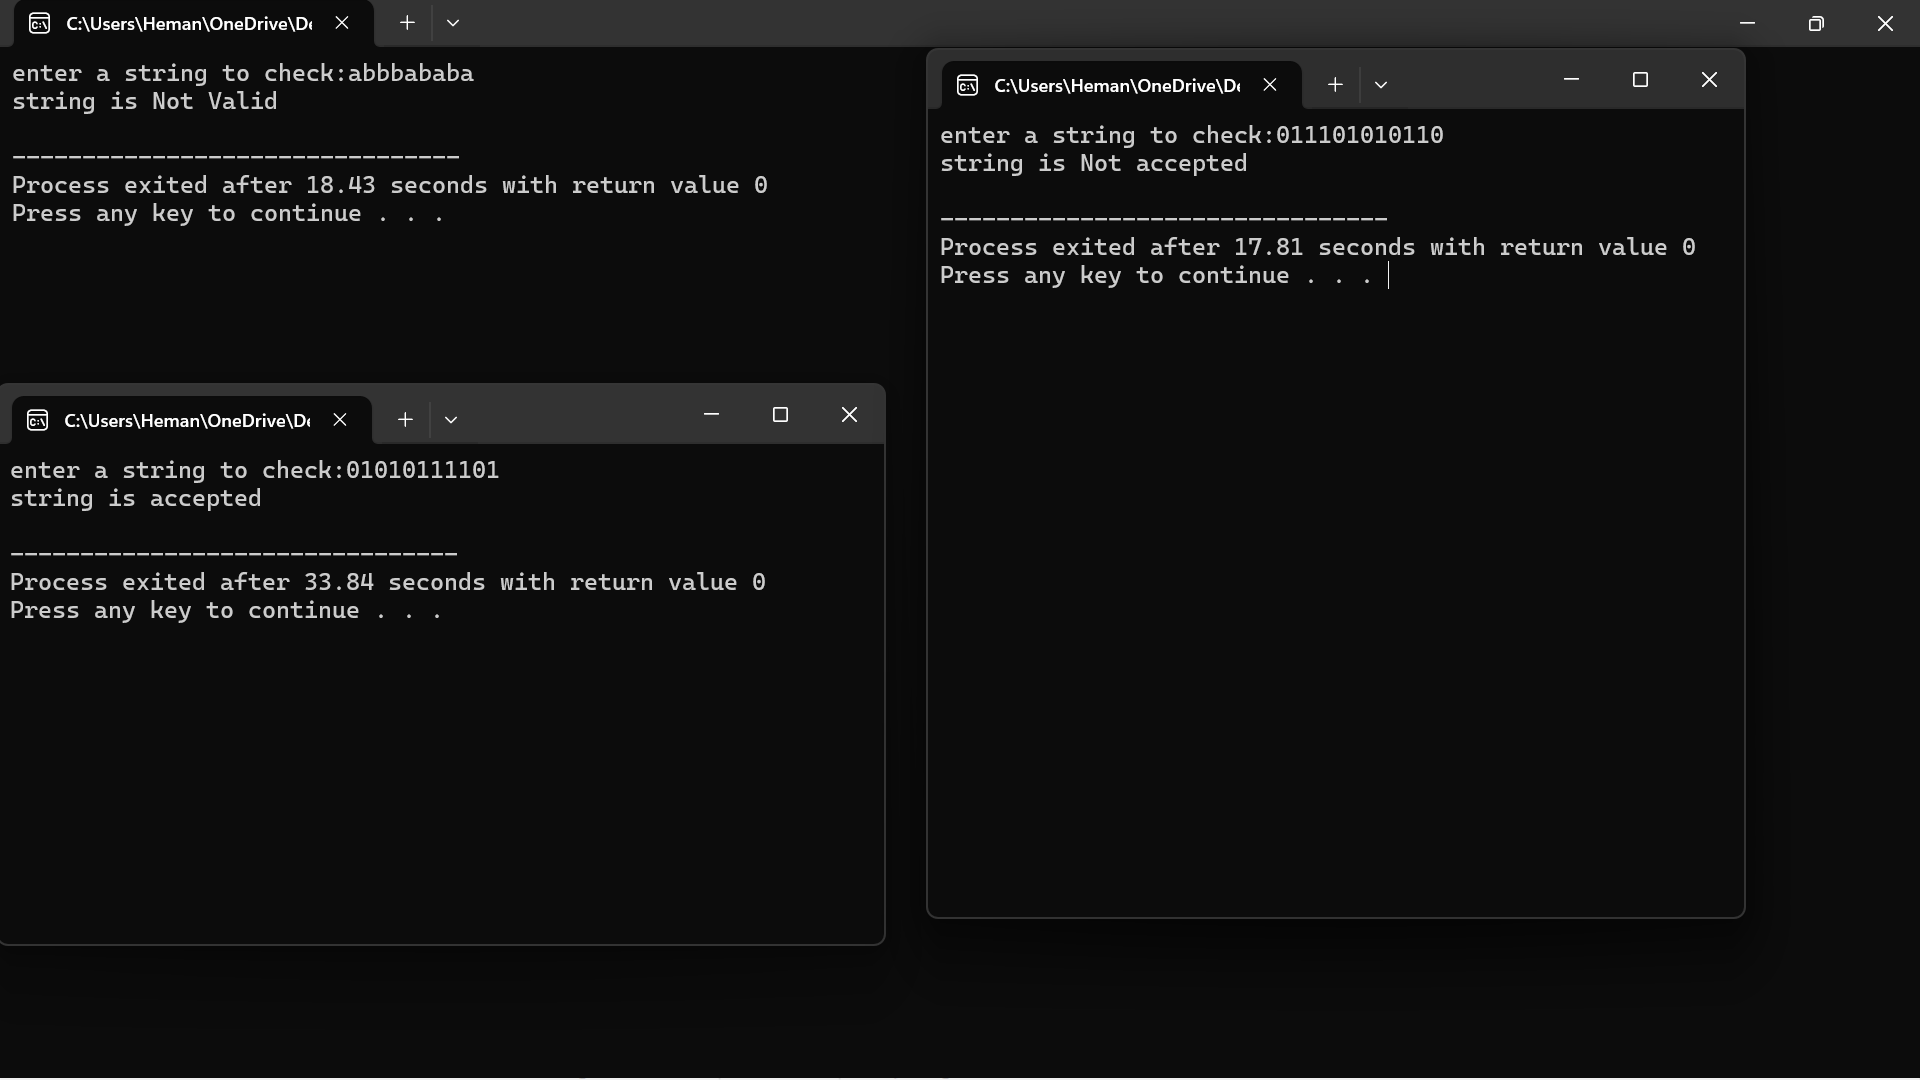 C:\Users\Heman\OneDrive\De
enter a string to check:abbbababa
string is Not Valid
--------------------------------
Process exited after 18.43 seconds with return value 0
Press any key to continue . . .
C:\Users\Heman\OneDrive\De
enter a string to check:011101010110
string is Not accepted
--------------------------------
Process exited after 17.81 seconds with return value 0
Press any key to continue . . .
C:\Users\Heman\OneDrive\De
enter a string to check:01010111101
string is accepted
--------------------------------
Process exited after 33.84 seconds with return value 0
Press any key to continue . . .